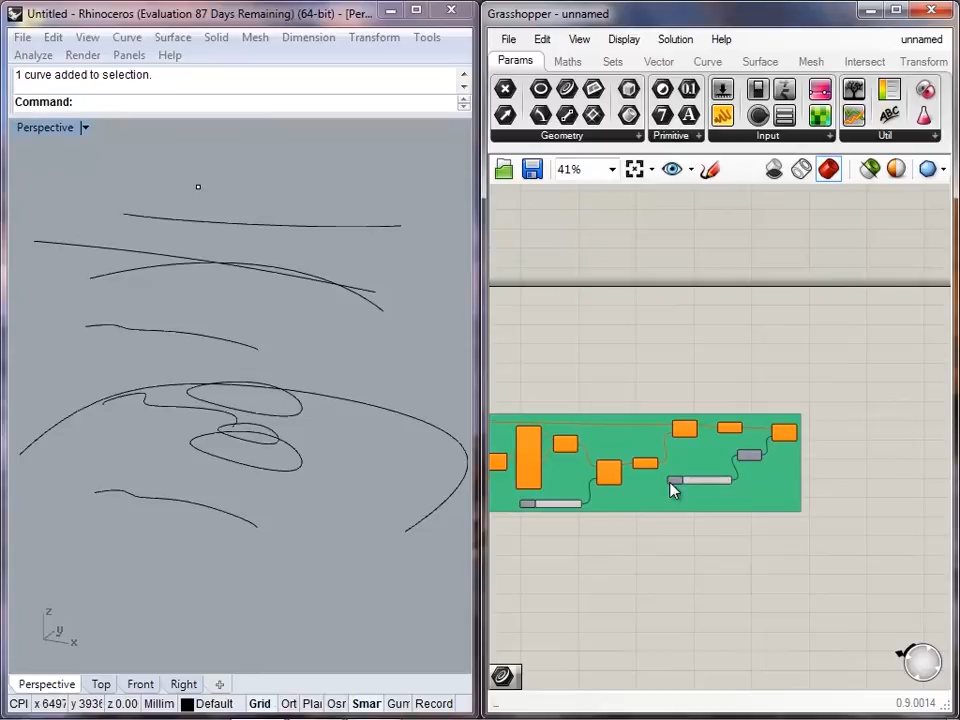 Untitled - Rhinoceros (Evaluation 87 Days Remaining) (64-bit) - [Per...
File Edit View Curve Surface Solid Mesh Dimension Transform Tools
Analyze Render Panels Help
1 curve added to selection.
Command:
Perspective
z
y
x
Perspective Top Front Right
CPl x 6497 y 3936 z 0.00 Millim Default Grid Ort Plar Osr Smar Gum Record
Grasshopper - unnamed
File Edit View Display Solution Help unnamed
Params Maths Sets Vector Curve Surface Mesh Intersect Transform
Geometry Primitive Input Util
41%
0.9.0014